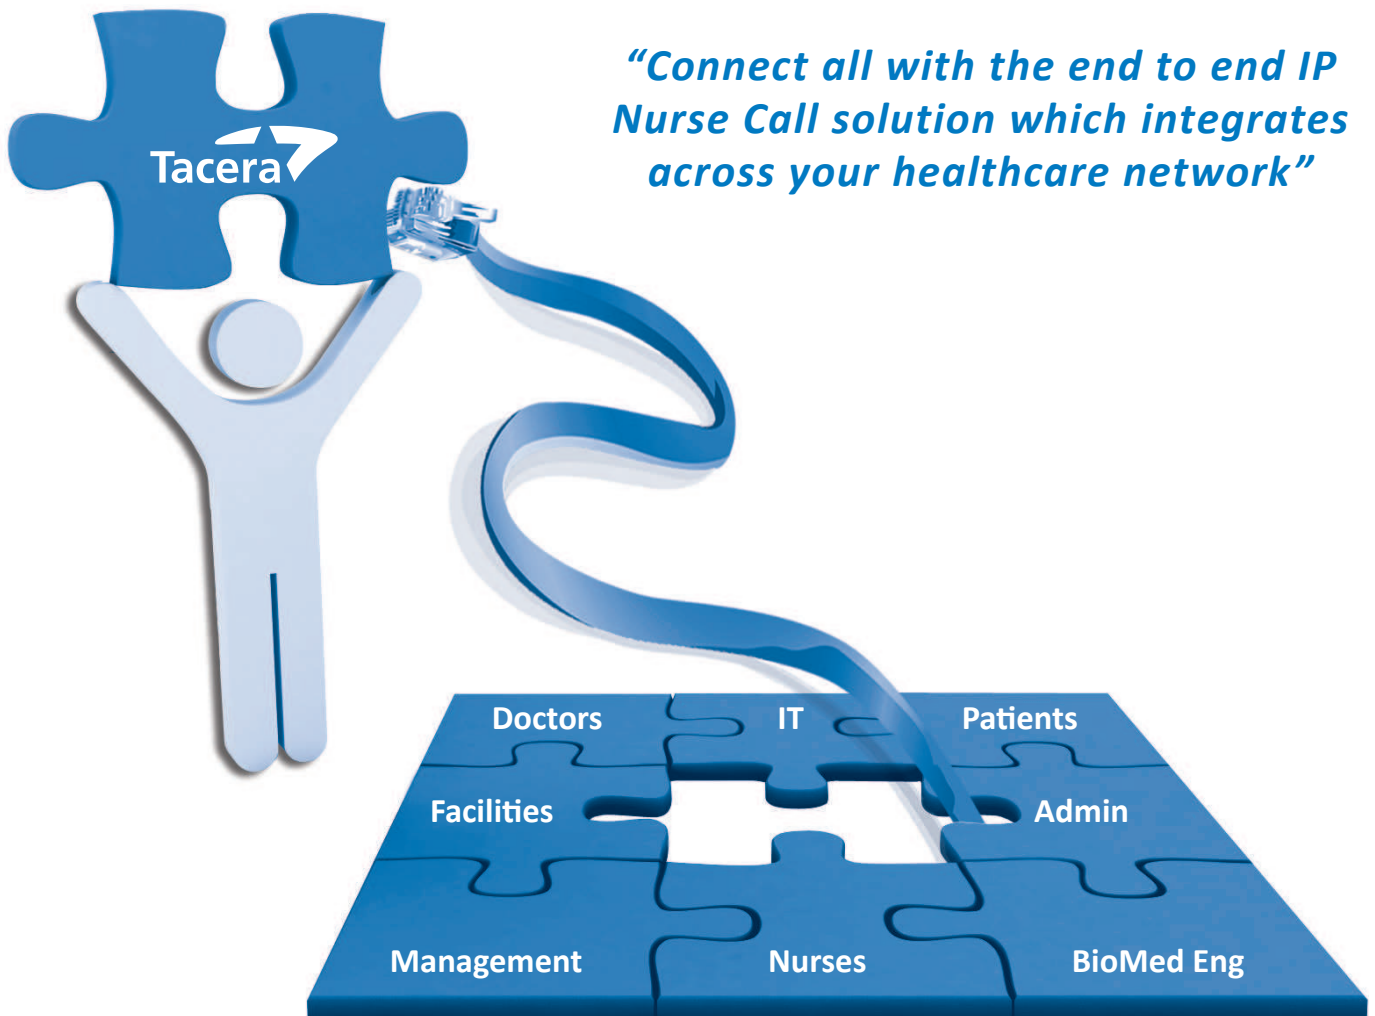 “Connect all with the end to end IP
Nurse Call solution which integrates
across your healthcare network”
Tacera
Doctors IT Patients
Facilities Admin
Management Nurses BioMed Eng